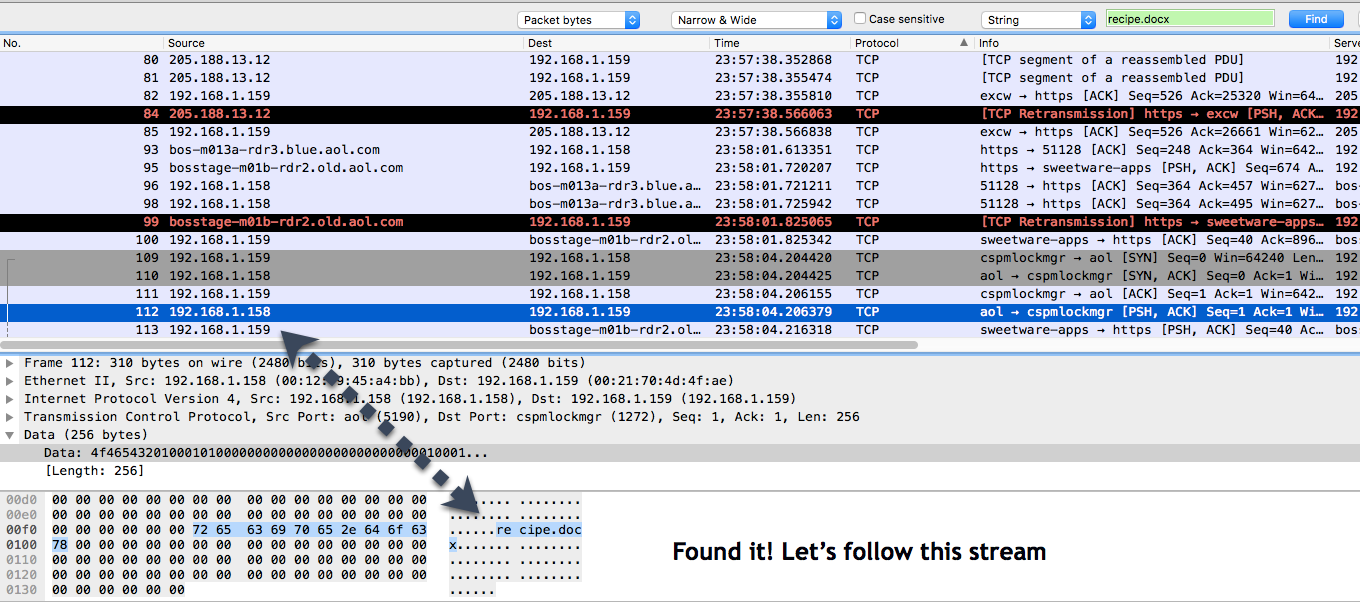 Packet bytes Narrow & Wide Case sensitive String recipe.docx Find
No. Source Dest Time Protocol Info Serve
80 205.188.13.12 192.168.1.159 23:57:38.352868 TCP [TCP segment of a reassembled PDU] 192
81 205.188.13.12 192.168.1.159 23:57:38.355474 TCP [TCP segment of a reassembled PDU] 192
82 192.168.1.159 205.188.13.12 23:57:38.355810 TCP excw → https [ACK] Seq=526 Ack=25320 Win=64… 205
84 205.188.13.12 192.168.1.159 23:57:38.566063 TCP [TCP Retransmission] https → excw [PSH, ACK… 192
85 192.168.1.159 205.188.13.12 23:57:38.566838 TCP excw → https [ACK] Seq=526 Ack=26661 Win=62… 205
93 bos-m013a-rdr3.blue.aol.com 192.168.1.158 23:58:01.613351 TCP https → 51128 [ACK] Seq=248 Ack=364 Win=642… 192
95 bosstage-m01b-rdr2.old.aol.com 192.168.1.159 23:58:01.720207 TCP https → sweetware-apps [PSH, ACK] Seq=674 A… 192
96 192.168.1.158 bos-m013a-rdr3.blue.a… 23:58:01.721211 TCP 51128 → https [ACK] Seq=364 Ack=457 Win=627… bos
98 192.168.1.158 bos-m013a-rdr3.blue.a… 23:58:01.725942 TCP 51128 → https [ACK] Seq=364 Ack=495 Win=627… bos
99 bosstage-m01b-rdr2.old.aol.com 192.168.1.159 23:58:01.825065 TCP [TCP Retransmission] https → sweetware-apps… 192
100 192.168.1.159 bosstage-m01b-rdr2.ol… 23:58:01.825342 TCP sweetware-apps → https [ACK] Seq=40 Ack=896… bos
109 192.168.1.159 192.168.1.158 23:58:04.204420 TCP cspmlockmgr → aol [SYN] Seq=0 Win=64240 Len… 192
110 192.168.1.158 192.168.1.159 23:58:04.204425 TCP aol → cspmlockmgr [SYN, ACK] Seq=0 Ack=1 Wi… 192
111 192.168.1.159 192.168.1.158 23:58:04.206155 TCP cspmlockmgr → aol [ACK] Seq=1 Ack=1 Win=642… 192
112 192.168.1.158 192.168.1.159 23:58:04.206379 TCP aol → cspmlockmgr [PSH, ACK] Seq=1 Ack=1 Wi… 192
113 192.168.1.159 bosstage-m01b-rdr2.ol… 23:58:04.216318 TCP sweetware-apps → https [PSH, ACK] Seq=40 Ac… bos
Frame 112: 310 bytes on wire (2480 bits), 310 bytes captured (2480 bits)
Ethernet II, Src: 192.168.1.158 (00:12: 9:45:a4:bb), Dst: 192.168.1.159 (00:21:70:4d:4f:ae)
Internet Protocol Version 4, Src: 192.168.1.158 (192.168.1.158), Dst: 192.168.1.159 (192.168.1.159)
Transmission Control Protocol, Src Port: aol (5190), Dst Port: cspmlockmgr (1272), Seq: 1, Ack: 1, Len: 256
Data (256 bytes)
Data: [Length: 256]
00d0 00 00 00 00 00 00 00 00 00 00 00 00 00 00 00 00 ....... ........
00e0 00 00 00 00 00 00 00 00 00 00 00 00 00 00 00 00 ........ ........
00f0 00 00 00 00 00 00 72 65 63 69 70 65 2e 64 6f 63 ......re cipe.doc
0100 78 00 00 00 00 00 00 00 00 00 00 00 00 00 00 00 x....... ........
0110 00 00 00 00 00 00 00 00 00 00 00 00 00 00 00 00 ........ ........
0120 00 00 00 00 00 00 00 00 00 00 00 00 00 00 00 00 ........ ........
0130 00 00 00 00 00 00 ......
Found it! Let's follow this stream